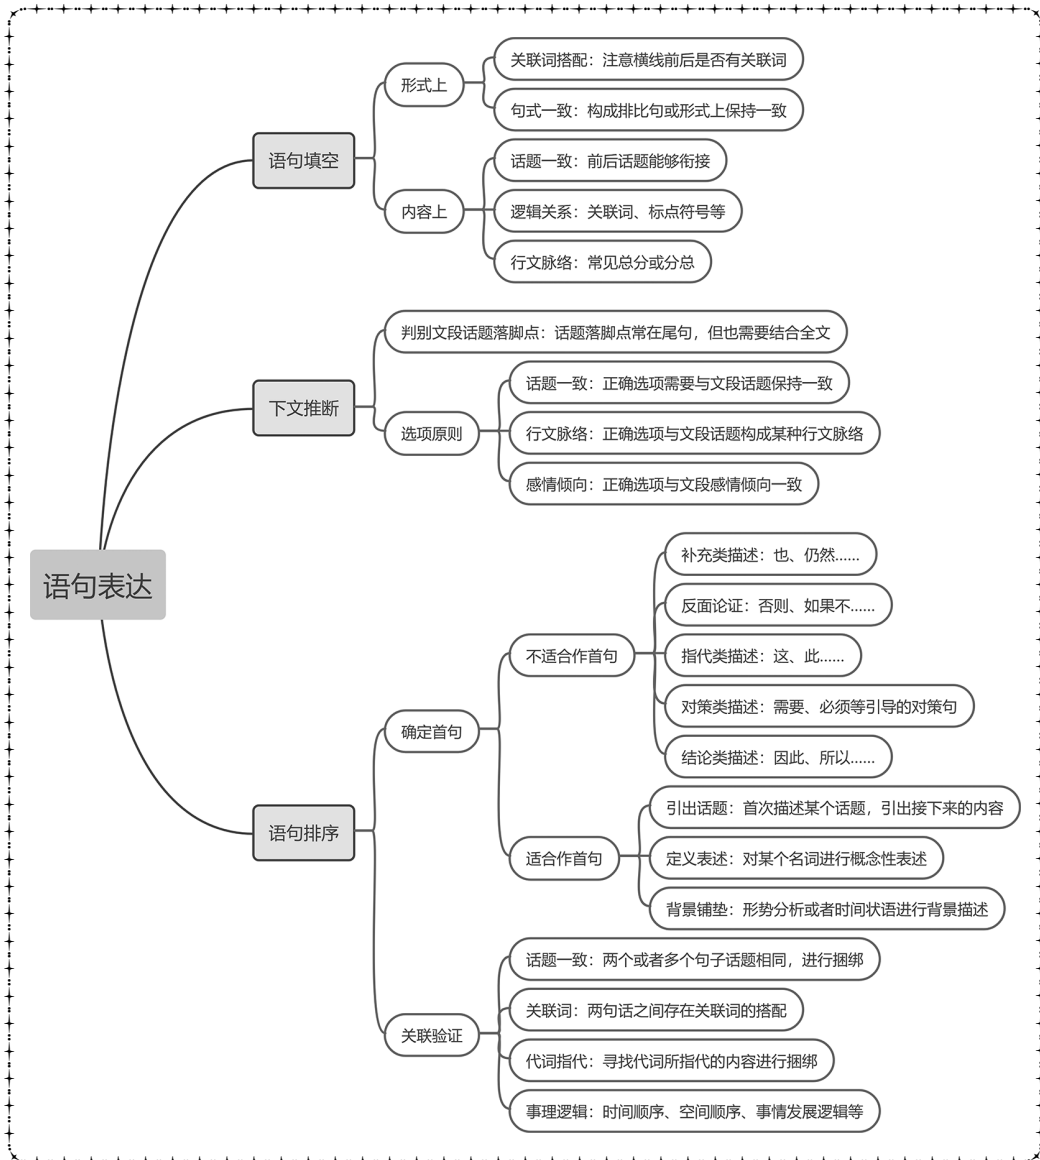 语句表达
语句填空
形式上
关联词搭配：注意横线前后是否有关联词
句式一致：构成排比句或形式上保持一致
内容上
话题一致：前后话题能够衔接
逻辑关系：关联词、标点符号等
行文脉络：常见总分或分总
下文推断
判别文段话题落脚点：话题落脚点常在尾句，但也需要结合全文
选项原则
话题一致：正确选项需要与文段话题保持一致
行文脉络：正确选项与文段话题构成某种行文脉络
感情倾向：正确选项与文段感情倾向一致
语句排序
确定首句
不适合作首句
补充类描述：也、仍然......
反面论证：否则、如果不......
指代类描述：这、此......
对策类描述：需要、必须等引导的对策句
结论类描述：因此、所以......
适合作首句
引出话题：首次描述某个话题，引出接下来的内容
定义表述：对某个名词进行概念性表述
背景铺垫：形势分析或者时间状语进行背景描述
关联验证
话题一致：两个或者多个句子话题相同，进行捆绑
关联词：两句话之间存在关联词的搭配
代词指代：寻找代词所指代的内容进行捆绑
事理逻辑：时间顺序、空间顺序、事情发展逻辑等